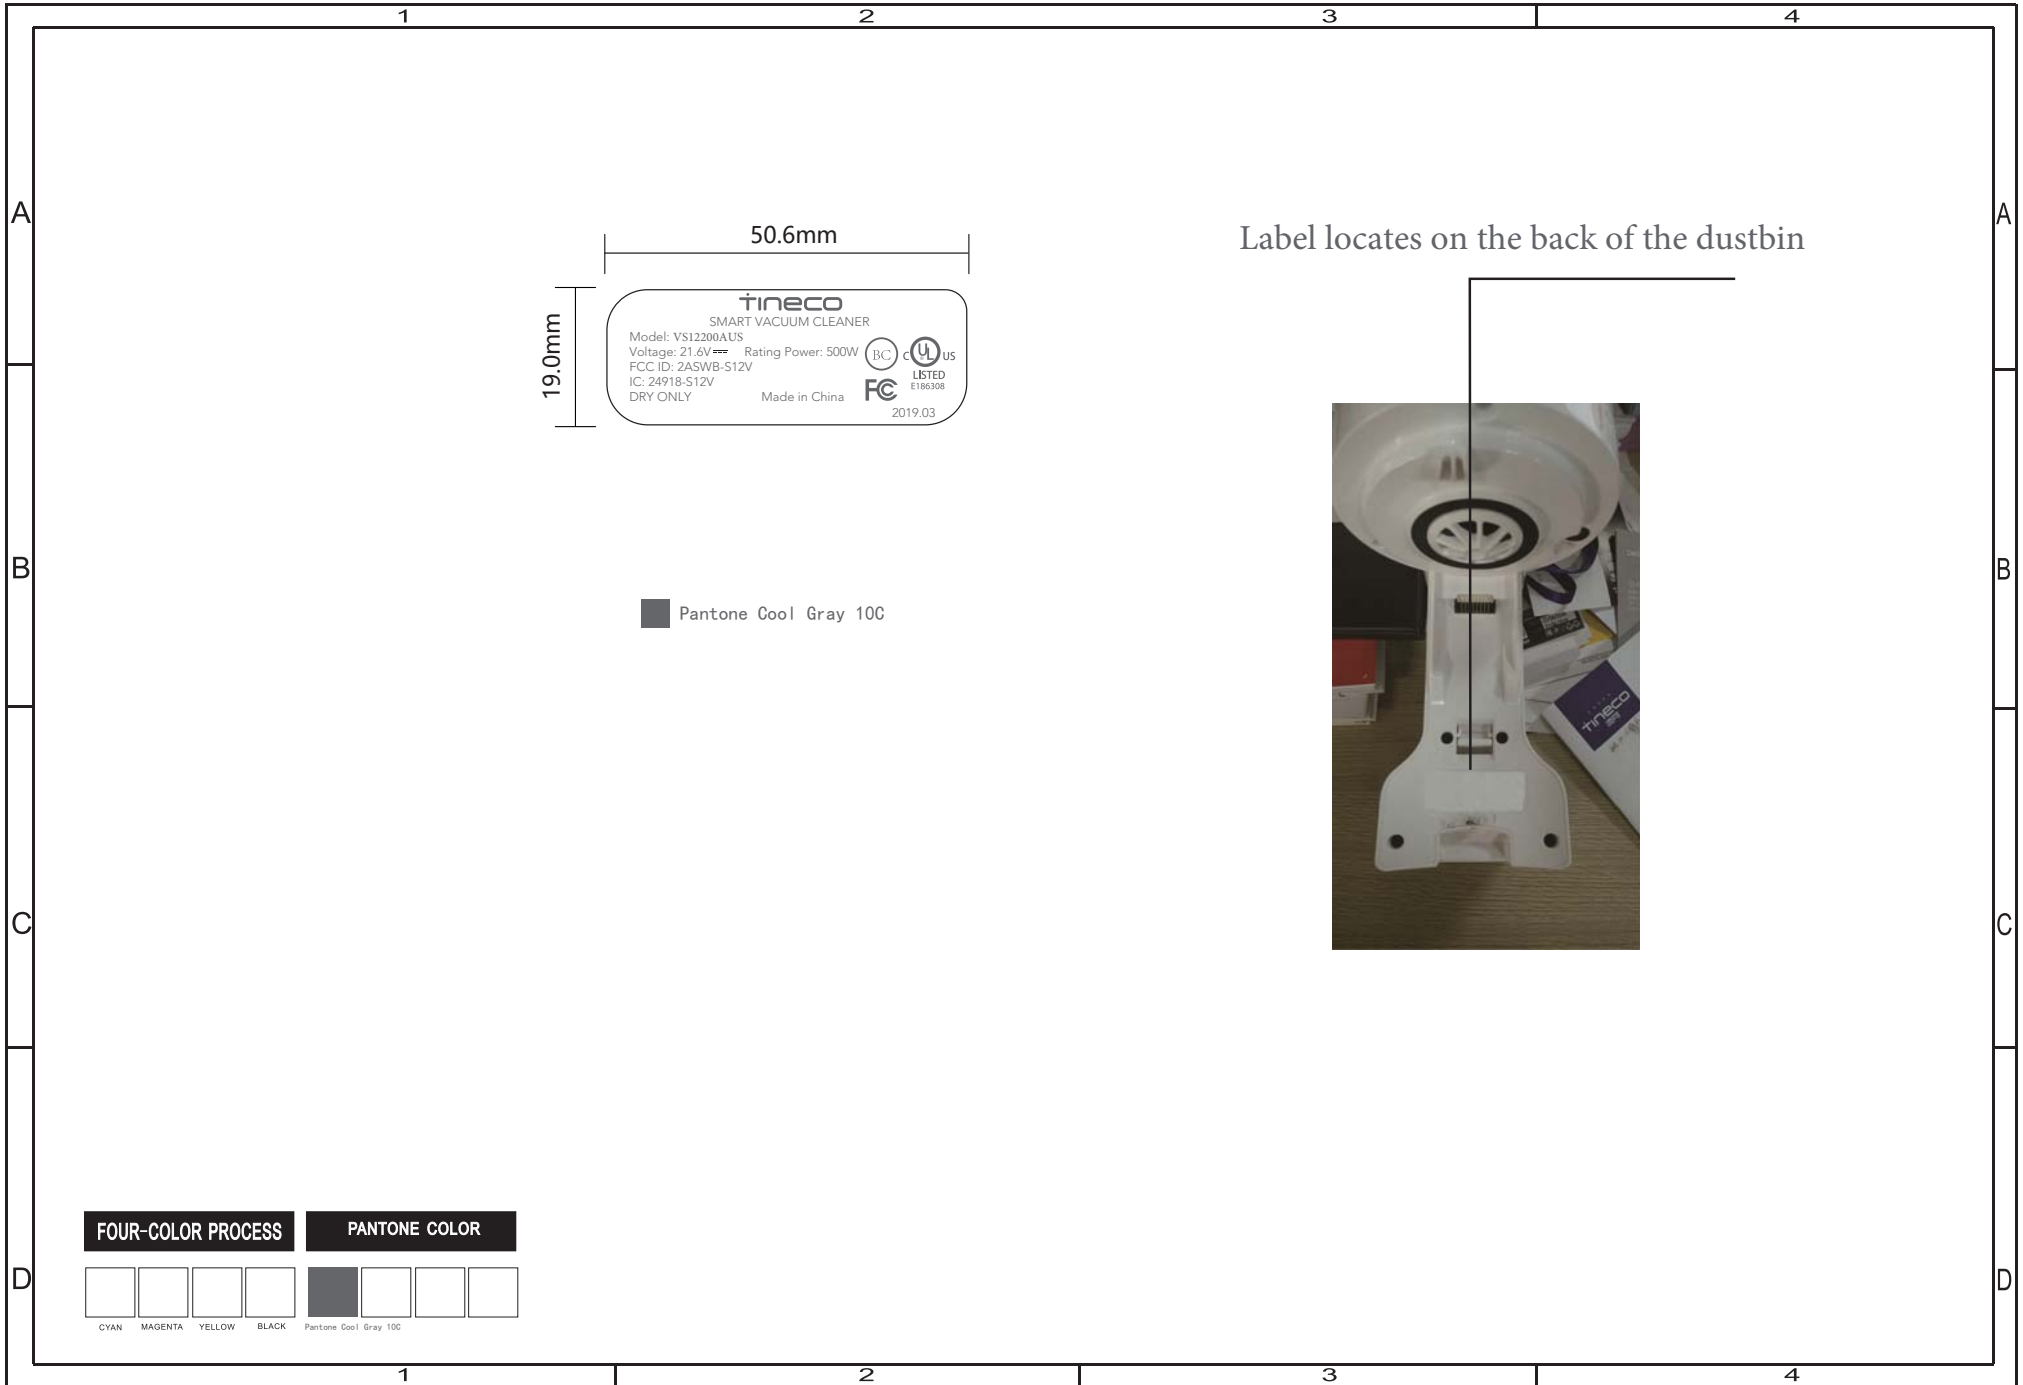 1 2 3 4
A A
50.6mm
Label locates on the back of the dustbin
19.0mm
tineco
SMART VACUUM CLEANER
Model: VS12200AUS
Voltage: 21.6V Rating Power: 500W
FCC ID: 2ASWB-S12V
IC: 24918-S12V
DRY ONLY Made in China
BC
C UL US
LISTED
E186308
FC
2019.03
B B
Pantone Cool Gray 10C
tineco
C C
FOUR-COLOR PROCESS PANTONE COLOR
D D
CYAN MAGENTA YELLOW BLACK Pantone Cool Gray 10C
1 2 3 4